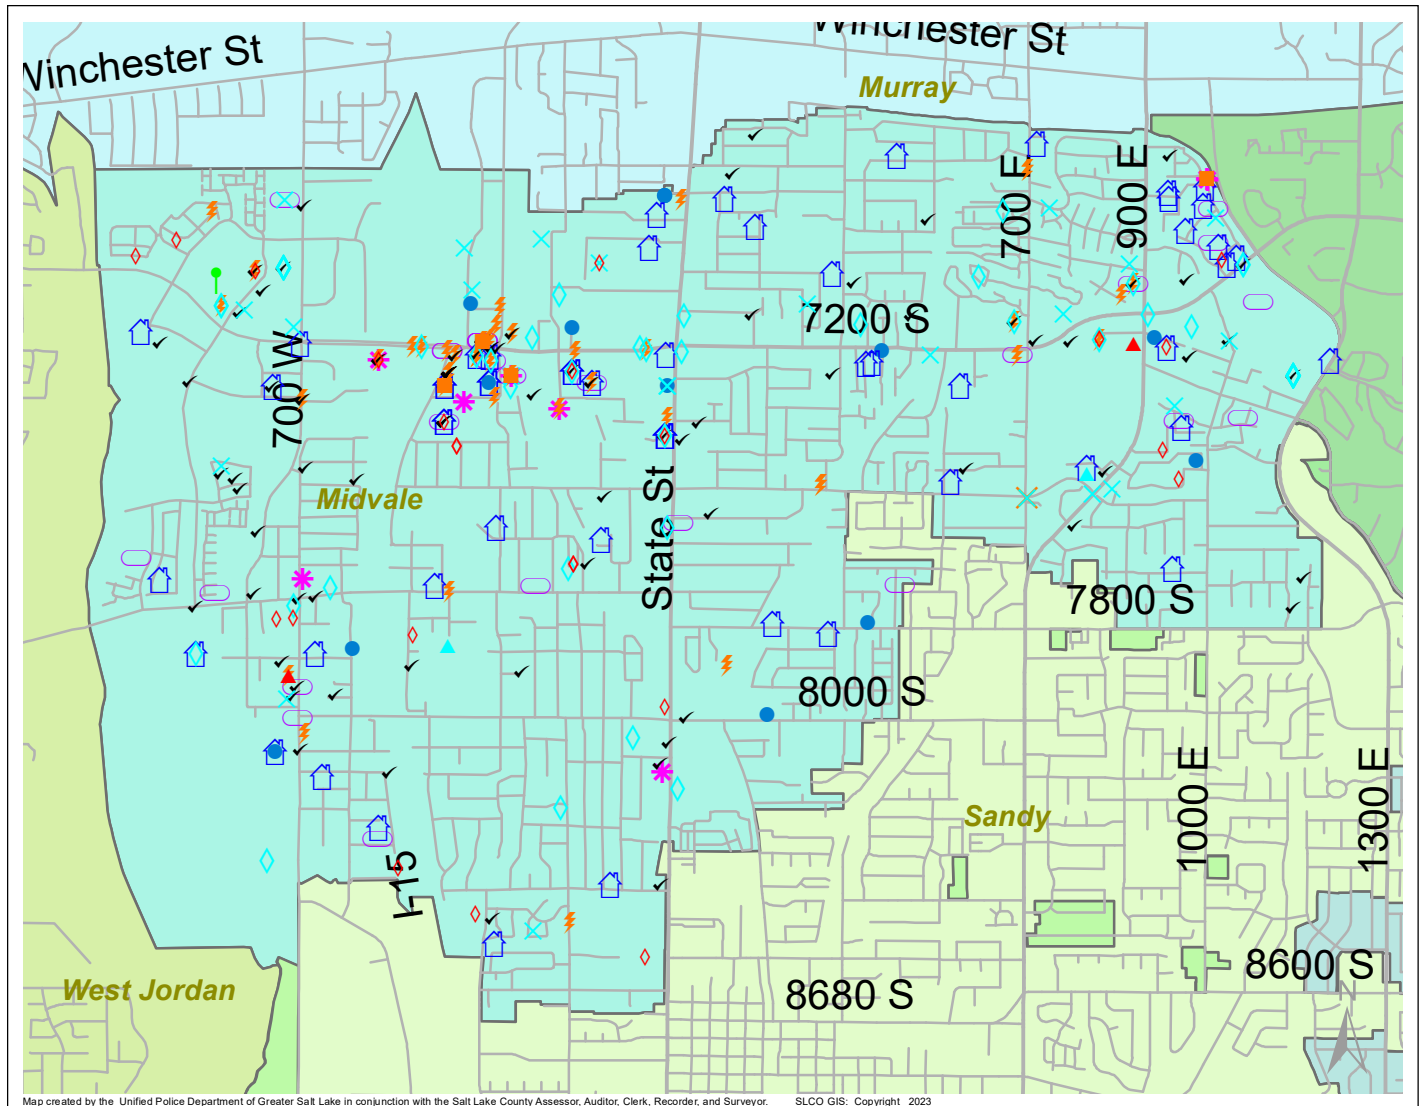 Winchester St
Winchester St
Murray
700 E
900 E
7200 S
700 W
Midvale
State St
7800 S
8000 S
1000 E
1300 E
Sandy
I-15
8600 S
West Jordan
8680 S
Map created by the Unified Police Department of Greater Salt Lake in conjunction with the Salt Lake County Assessor, Auditor, Clerk, Recorder, and Surveyor. SLCO GIS: Copyright 2023